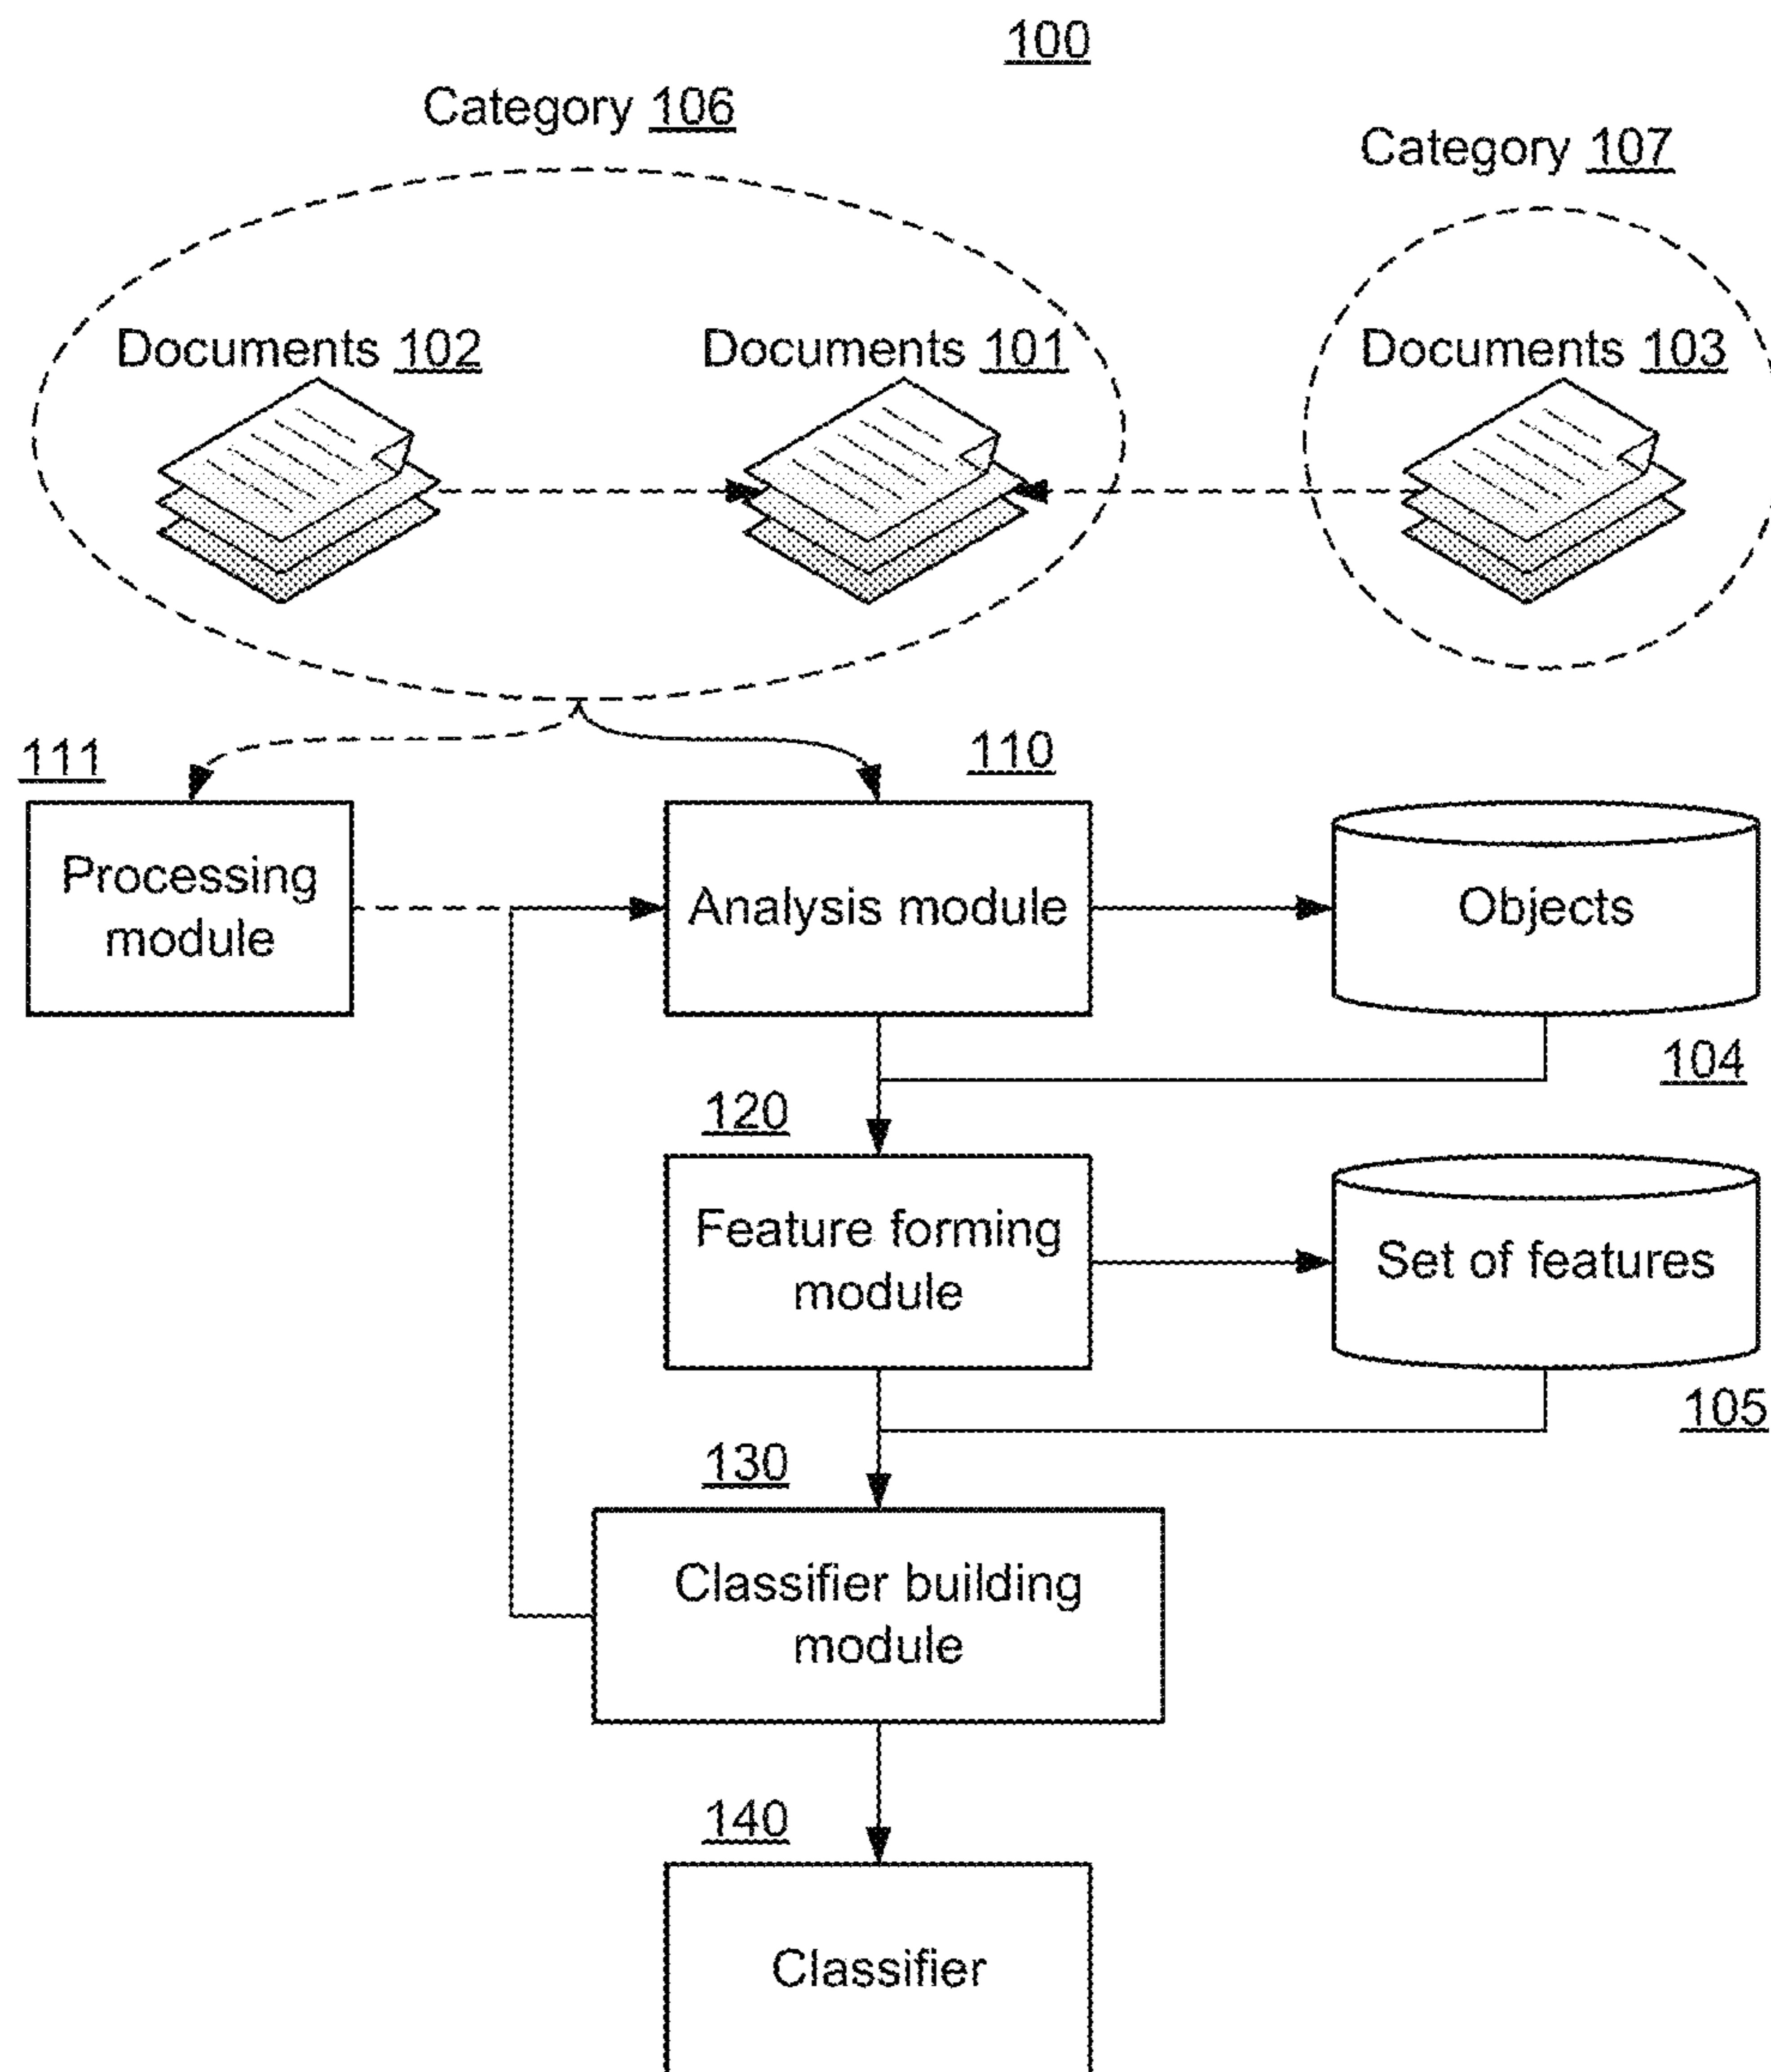 100
Category 106
Category 107
Documents 102
Documents 101
Documents 103
111
110
Processing
module
Analysis module
Objects
104
120
Feature forming
module
Set of features
105
130
Classifier building
module
140
Classifier